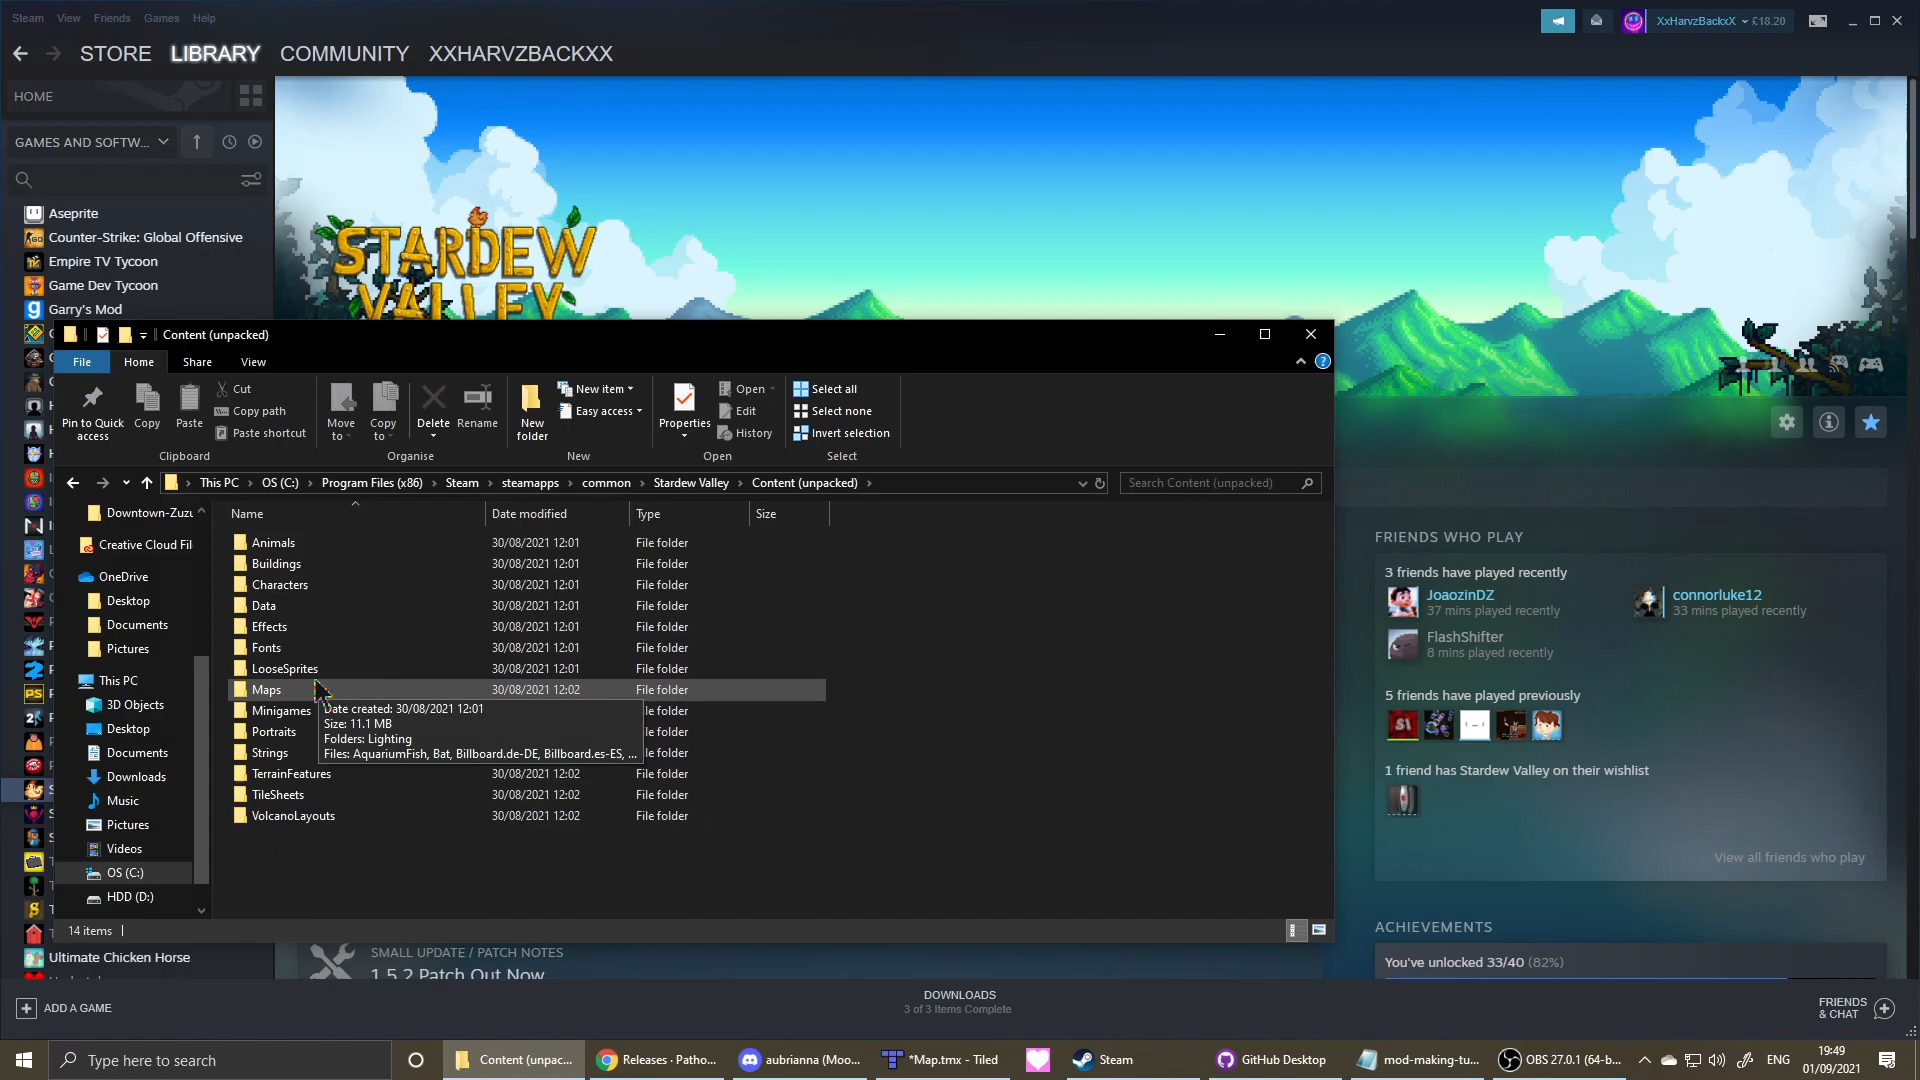 Steam View Friends Games Help
XxHarvzBackxX £18.20
STORE LIBRARY COMMUNITY XXHARVZBACKXX
HOME
GAMES AND SOFTW...
Aseprite
Counter-Strike: Global Offensive
Empire TV Tycoon
Game Dev Tycoon
Garry's Mod
STARDEW
VALLEY
Content (unpacked)
File Home Share View
Pin to Quick access
Copy
Paste
Cut
Copy path
Paste shortcut
Move to
Copy to
Delete
Rename
New folder
New item
Easy access
Properties
Open
Edit
History
Select all
Select none
Invert selection
Clipboard Organise New Open Select
This PC > OS (C:) > Program Files (x86) > Steam > steamapps > common > Stardew Valley > Content (unpacked) >
Search Content (unpacked)
Downtown-Zuzu
Creative Cloud Fil
OneDrive
Desktop
Documents
Pictures
This PC
3D Objects
Desktop
Documents
Downloads
Music
Pictures
Videos
OS (C:)
HDD (D:)
Name Date modified Type Size
Animals 30/08/2021 12:01 File folder
Buildings 30/08/2021 12:01 File folder
Characters 30/08/2021 12:01 File folder
Data 30/08/2021 12:01 File folder
Effects 30/08/2021 12:01 File folder
Fonts 30/08/2021 12:01 File folder
LooseSprites 30/08/2021 12:01 File folder
Maps 30/08/2021 12:02 File folder
Minigames
Portraits
Strings
Date created: 30/08/2021 12:01
Size: 11.1 MB
Folders: Lighting
Files: AquariumFish, Bat, Billboard.de-DE, Billboard.es-ES, ...
le folder
le folder
le folder
TerrainFeatures 30/08/2021 12:02 File folder
TileSheets 30/08/2021 12:02 File folder
VolcanoLayouts 30/08/2021 12:02 File folder
14 items
Ultimate Chicken Horse
SMALL UPDATE / PATCH NOTES
1.5.2 Patch Out Now
FRIENDS WHO PLAY
3 friends have played recently
JoaozinDZ
37 mins played recently
connorluke12
33 mins played recently
FlashShifter
8 mins played recently
5 friends have played previously
1 friend has Stardew Valley on their wishlist
View all friends who play
ACHIEVEMENTS
You've unlocked 33/40 (82%)
ADD A GAME
DOWNLOADS
3 of 3 Items Complete
FRIENDS
& CHAT
Type here to search
Content (unpac...
Releases · Patho...
aubrianna (Moo...
*Map.tmx - Tiled
Steam
GitHub Desktop
mod-making-tu...
OBS 27.0.1 (64-b...
ENG
19:49
01/09/2021